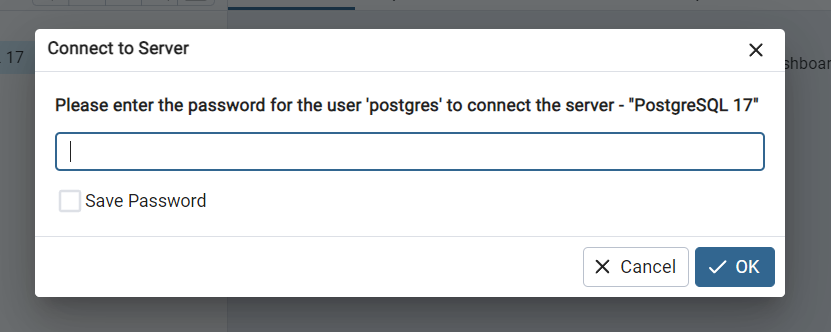 Connect to Server
17
Please enter the password for the user 'postgres' to connect the server - "PostgreSQL 17"
Save Password
Cancel
OK